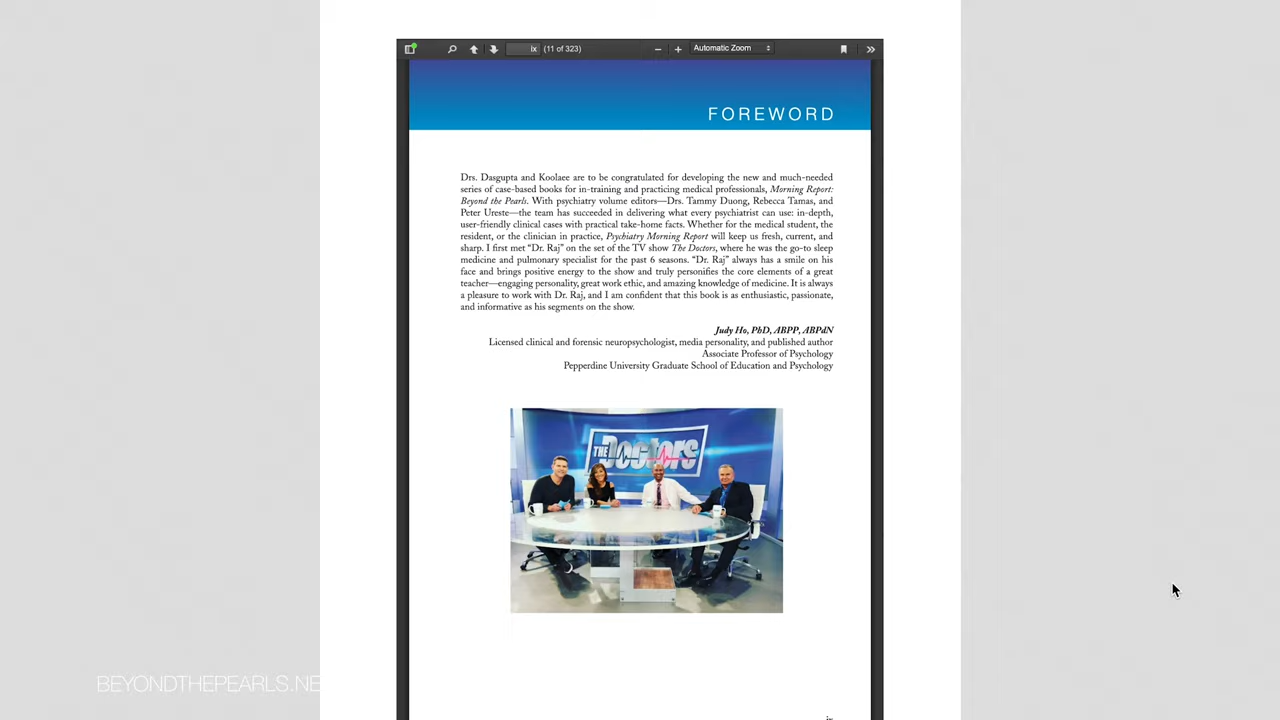 ix (11 of 323) Automatic Zoom
FOREWORD
Drs. Dasgupta and Koolaee are to be congratulated for developing the new and much-needed
series of case-based books for in-training and practicing medical professionals, Morning Report:
Beyond the Pearls. With psychiatry volume editors—Drs. Tammy Duong, Rebecca Tamas, and
Peter Ureste—the team has succeeded in delivering what every psychiatrist can use: in-depth,
user-friendly clinical cases with practical take-home facts. Whether for the medical student, the
resident, or the clinician in practice, Psychiatry Morning Report will keep us fresh, current, and
sharp. I first met “Dr. Raj” on the set of the TV show The Doctors, where he was the go-to sleep
medicine and pulmonary specialist for the past 6 seasons. “Dr. Raj” always has a smile on his
face and brings positive energy to the show and truly personifies the core elements of a great
teacher—engaging personality, great work ethic, and amazing knowledge of medicine. It is always
a pleasure to work with Dr. Raj, and I am confident that this book is as enthusiastic, passionate,
and informative as his segments on the show.
Judy Ho, PhD, ABPP, ABPdN
Licensed clinical and forensic neuropsychologist, media personality, and published author
Associate Professor of Psychology
Pepperdine University Graduate School of Education and Psychology
THE Doctors
BEYONDTHEPEARLS.NE